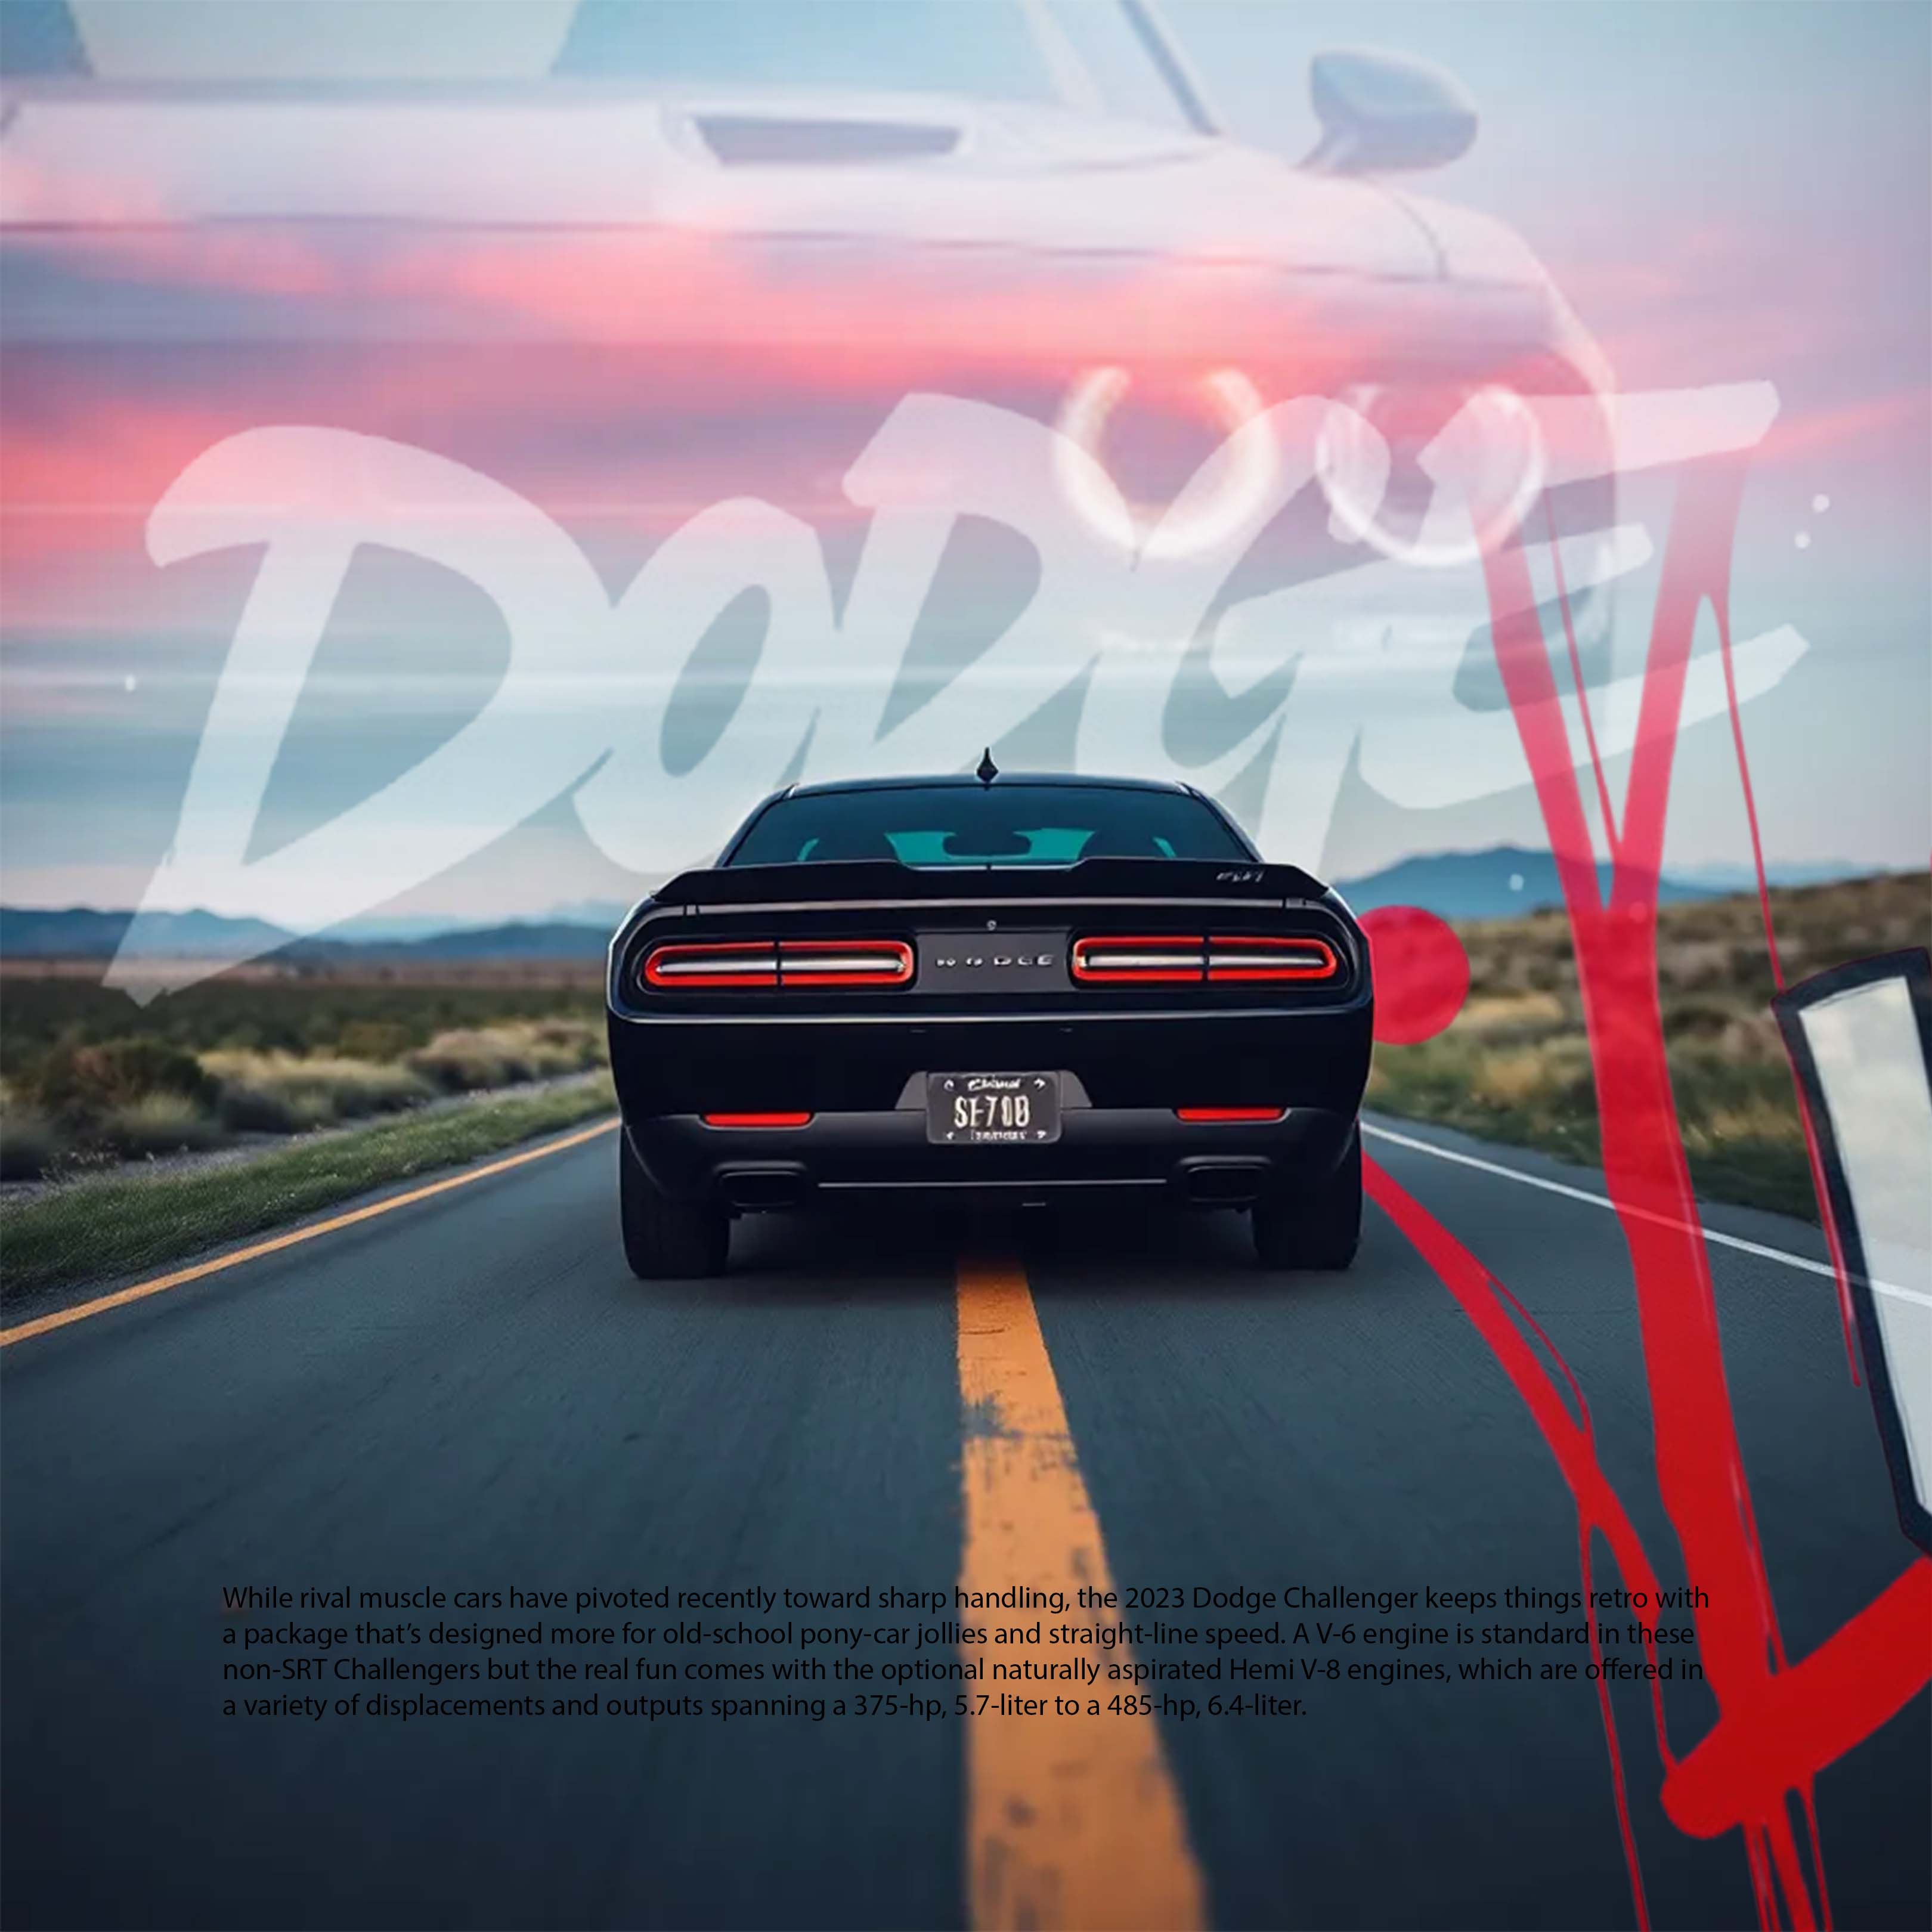 DODGE
SF70B
While rival muscle cars have pivoted recently toward sharp handling, the 2023 Dodge Challenger keeps things retro with
a package that’s designed more for old-school pony-car jollies and straight-line speed. A V-6 engine is standard in these
non-SRT Challengers but the real fun comes with the optional naturally aspirated Hemi V-8 engines, which are offered in
a variety of displacements and outputs spanning a 375-hp, 5.7-liter to a 485-hp, 6.4-liter.